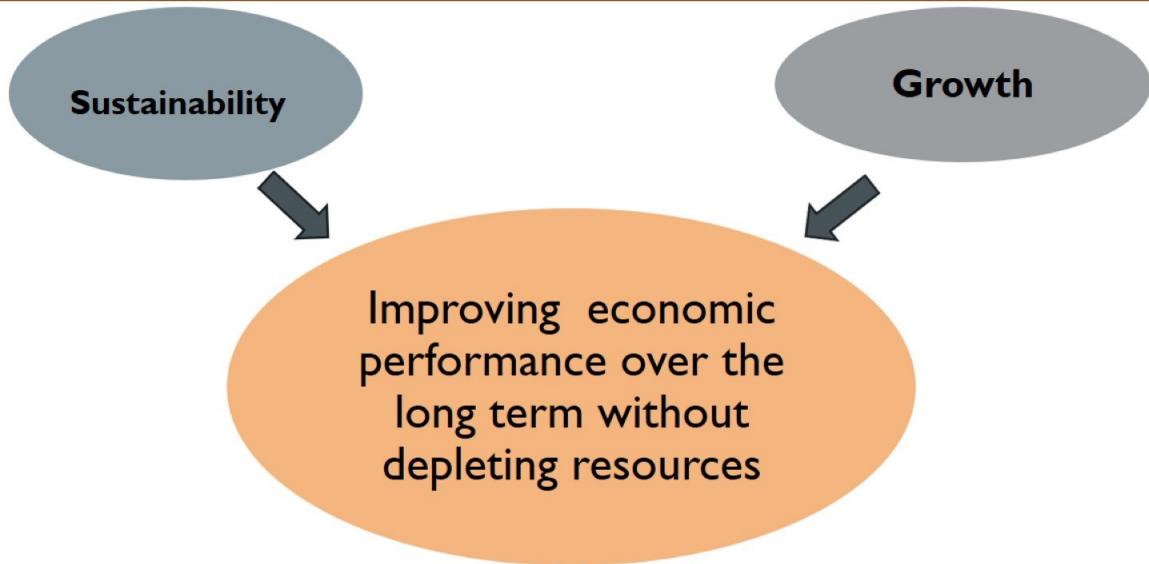 Sustainability
Growth
Improving economic
performance over the
long term without
depleting resources